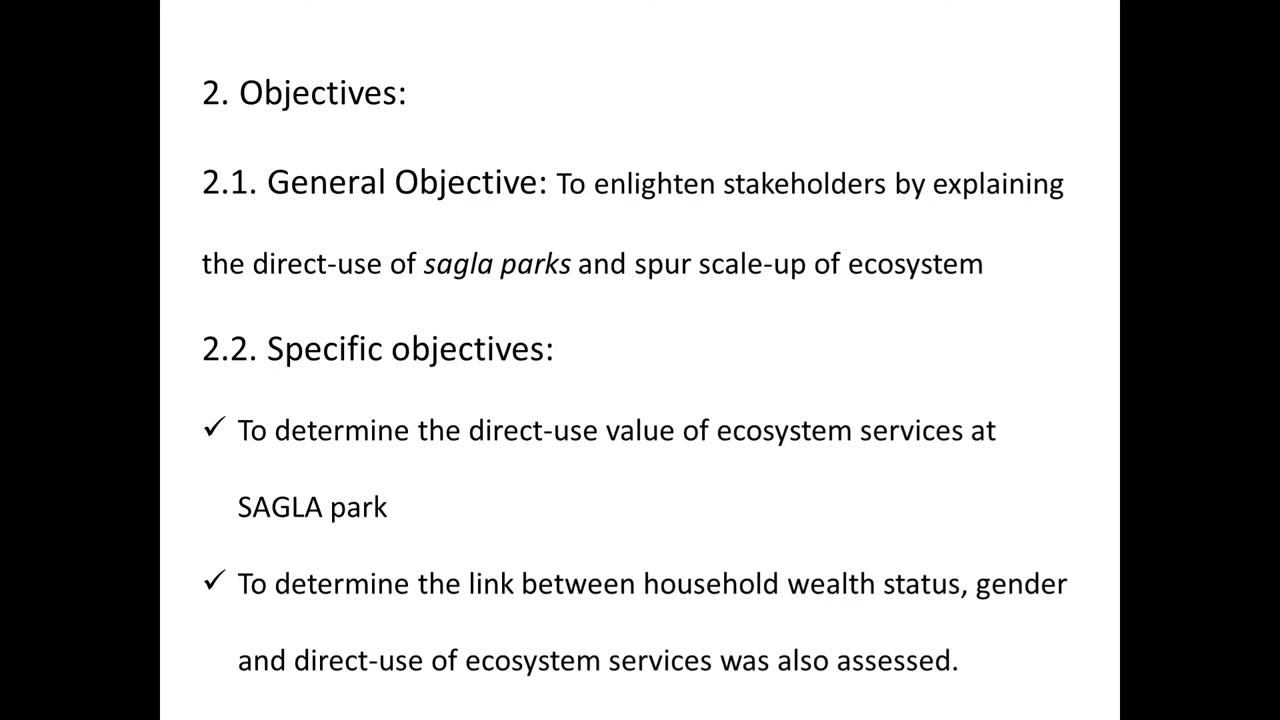 2. Objectives:
2.1. General Objective: To enlighten stakeholders by explaining
the direct-use of sagla parks and spur scale-up of ecosystem
2.2. Specific objectives:
✓ To determine the direct-use value of ecosystem services at
SAGLA park
✓ To determine the link between household wealth status, gender
and direct-use of ecosystem services was also assessed.